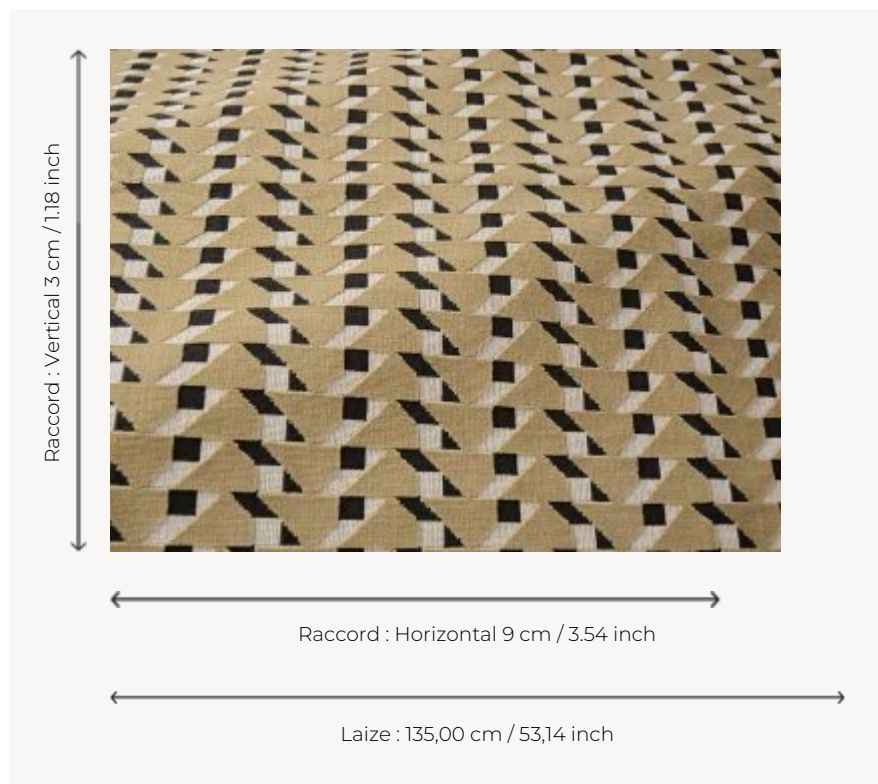 Raccord : Vertical 3 cm / 1.18 inch
Raccord : Horizontal 9 cm / 3.54 inch
Laize : 135,00 cm / 53,14 inch